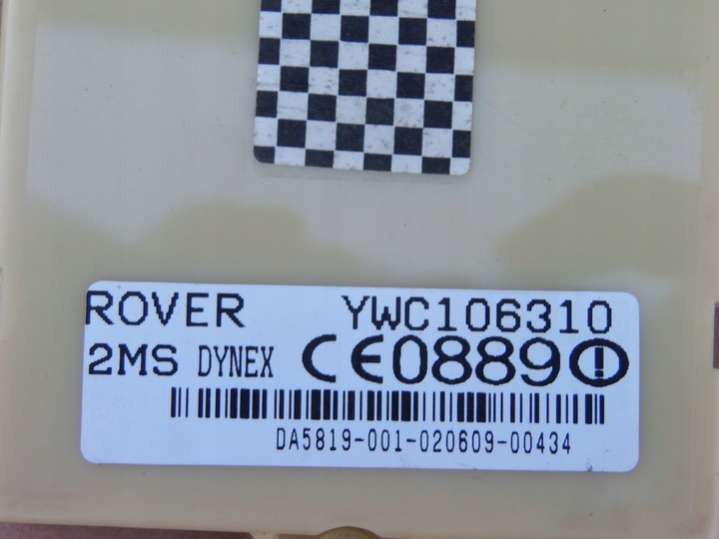 ROVER YWC106310
2MS DYNEX CE0889!
DA5819-001-020609-00434